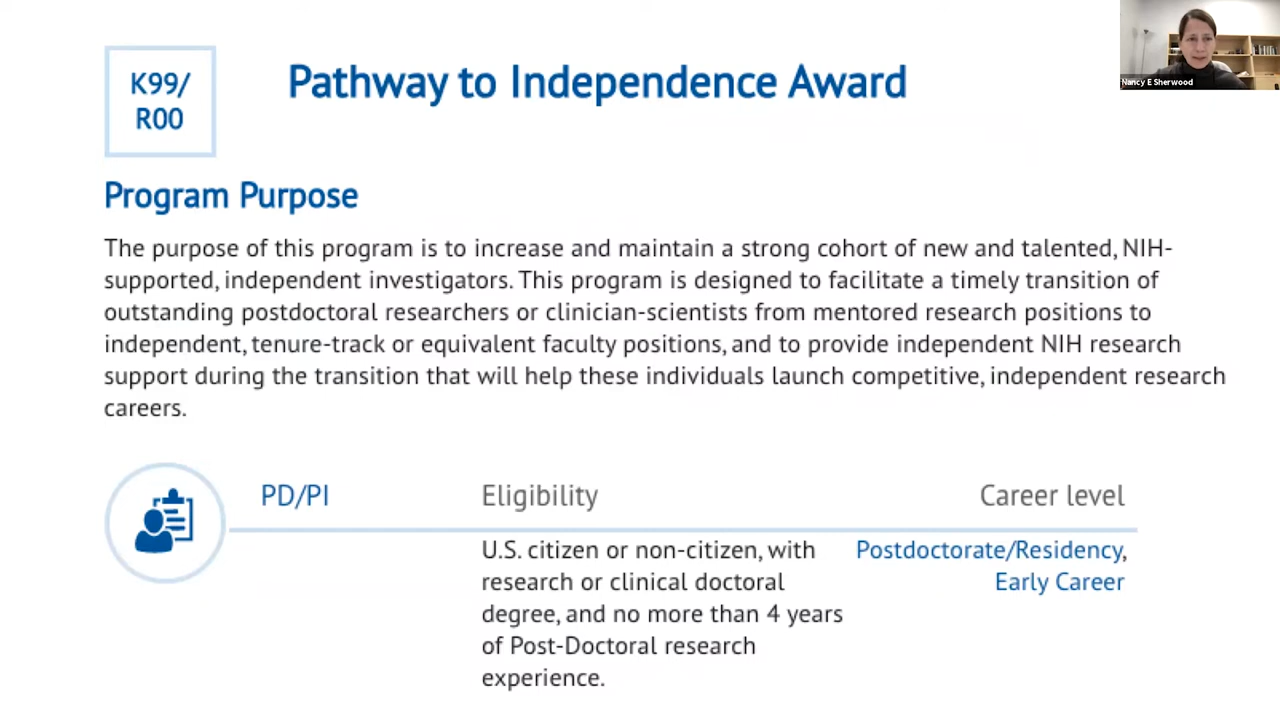 K99/
R00
Pathway to Independence Award
Nancy E Sherwood
Program Purpose
The purpose of this program is to increase and maintain a strong cohort of new and talented, NIH-
supported, independent investigators. This program is designed to facilitate a timely transition of
outstanding postdoctoral researchers or clinician-scientists from mentored research positions to
independent, tenure-track or equivalent faculty positions, and to provide independent NIH research
support during the transition that will help these individuals launch competitive, independent research
careers.
PD/PI
Eligibility
Career level
U.S. citizen or non-citizen, with
research or clinical doctoral
degree, and no more than 4 years
of Post-Doctoral research
experience.
Postdoctorate/Residency,
Early Career